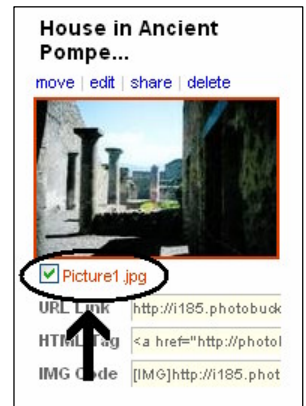 House in Ancient
Pompe...
move | edit | share | delete
Picture1.jpg
URL Link http://i185.photobuck
HTML Tag <a href="http://photol
IMG Code [IMG]http://i185.phot